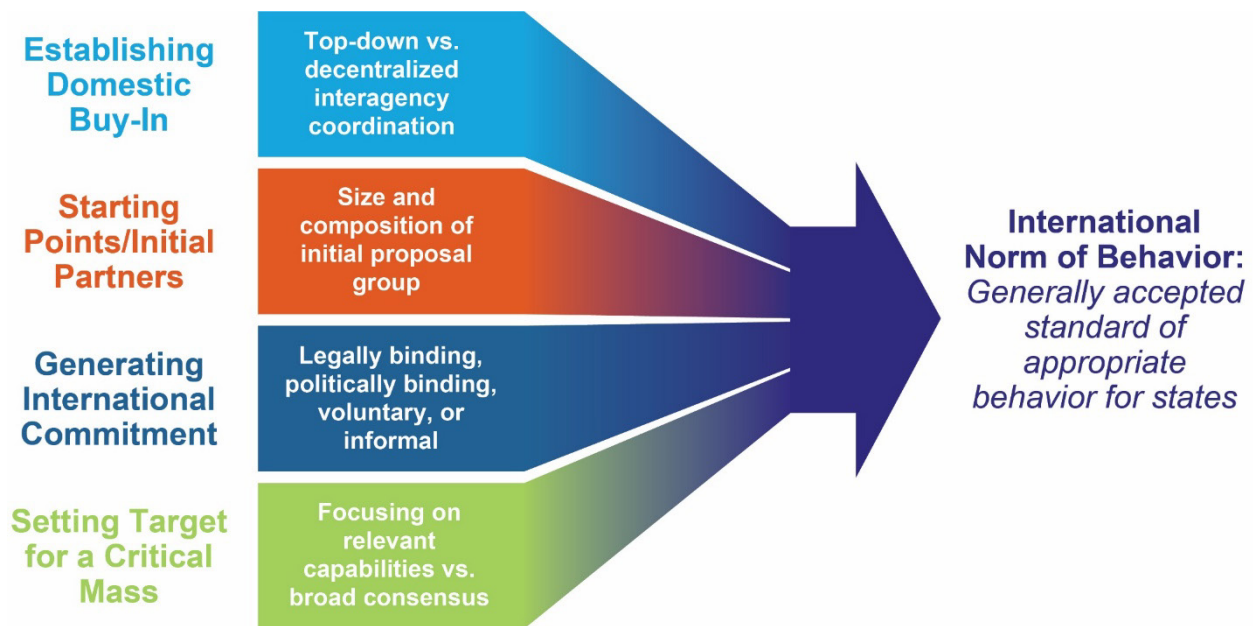 Establishing
Domestic
Buy-In
Top-down vs.
decentralized
interagency
coordination
Starting
Points/Initial
Partners
Size and
composition of
initial proposal
group
Generating
International
Commitment
Legally binding,
politically binding,
voluntary, or
informal
Setting Target
for a Critical
Mass
Focusing on
relevant
capabilities vs.
broad consensus
International
Norm of Behavior:
Generally accepted
standard of
appropriate
behavior for states